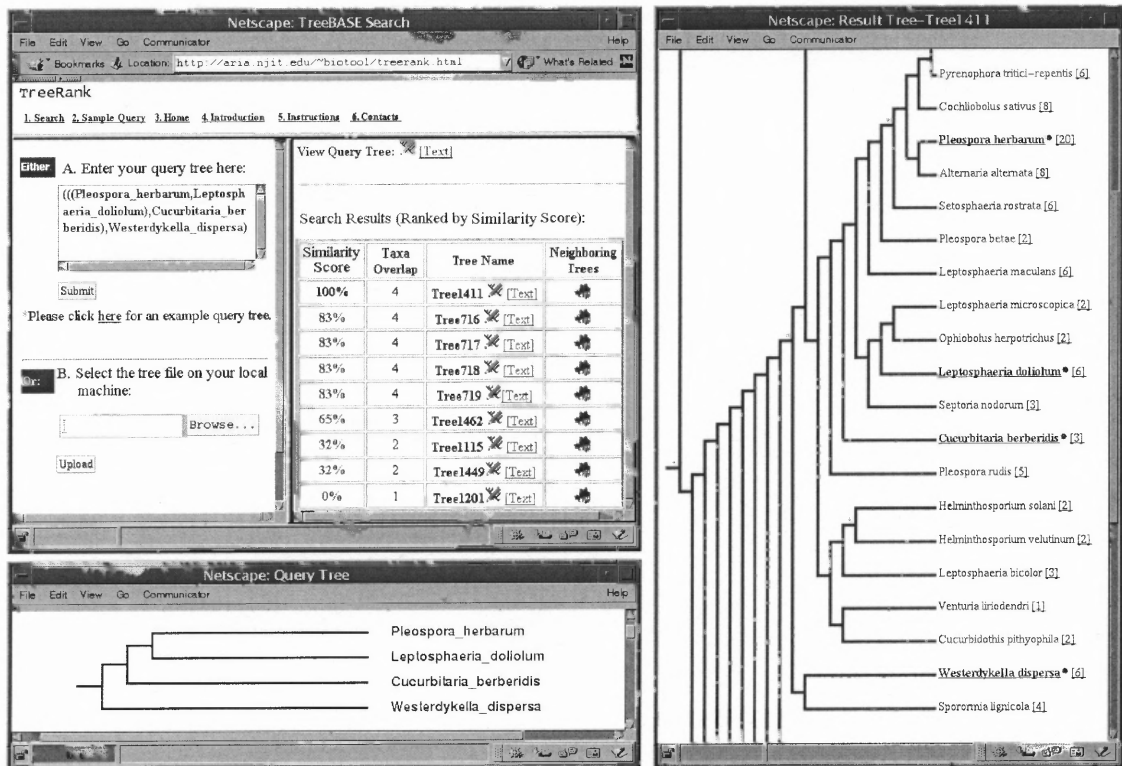 Netscape: TreeBASE Search
File Edit View Go Communicator Help
Bookmarks Location: http://aria.njit.edu/~biotool/treerank.html What's Related
TreeRank
1. Search 2. Sample Query 3. Home 4. Introduction 5. Instructions 6. Contacts
Either A. Enter your query tree here:
(((Pleospora_herbarum,Leptosph
aeria_doliolum),Cucurbitaria_ber
beridis),Westerdykella_dispersa)
Submit
*Please click here for an example query tree.
Or: B. Select the tree file on your local
machine:
Browse...
Upload
View Query Tree: [Text]
Search Results (Ranked by Similarity Score):
Similarity Score Taxa Overlap Tree Name Neighboring Trees
100% 4 Tree1411 [Text]
83% 4 Tree716 [Text]
83% 4 Tree717 [Text]
83% 4 Tree718 [Text]
83% 4 Tree719 [Text]
65% 3 Tree1462 [Text]
32% 2 Tree1115 [Text]
32% 2 Tree1449 [Text]
0% 1 Tree1201 [Text]
Netscape: Query Tree
File Edit View Go Communicator Help
Pleospora_herbarum
Leptosphaeria_doliolum
Cucurbitaria_berberidis
Westerdykella_dispersa
Netscape: Result Tree-Tree1411
File Edit View Go Communicator Help
Pyrenophora tritici-repentis [6]
Cochliobolus sativus [8]
Pleospora herbarum • [20]
Alternaria alternata [8]
Setosphaeria rostrata [6]
Pleospora betae [2]
Leptosphaeria maculans [6]
Leptosphaeria microscopica [2]
Ophiobolus herpotrichus [2]
Leptosphaeria doliolum • [6]
Septoria nodorum [3]
Cucurbitaria berberidis • [3]
Pleospora rudis [5]
Helminthosporium solani [2]
Helminthosporium velutinum [2]
Leptosphaeria bicolor [3]
Venturia liriodendri [1]
Cucurbidothis pithyophila [2]
Westerdykella dispersa • [6]
Sporormia lignicola [4]